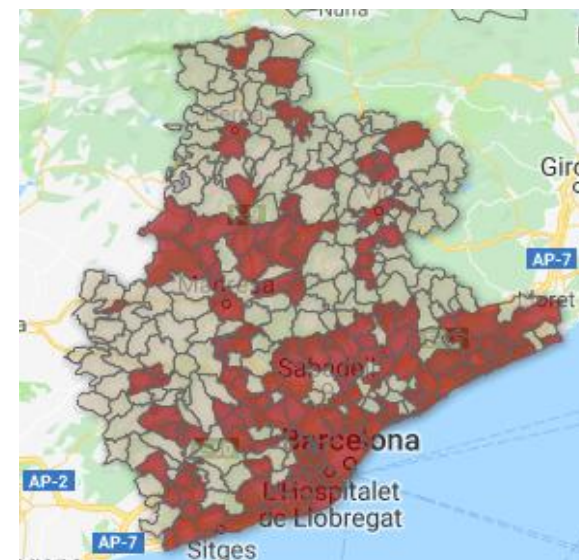 Núria
Giro
AP-7
Manresa
Sabadell
Barcelona
AP-2
L'Hospitalet
de Llobregat
AP-7
Sitges